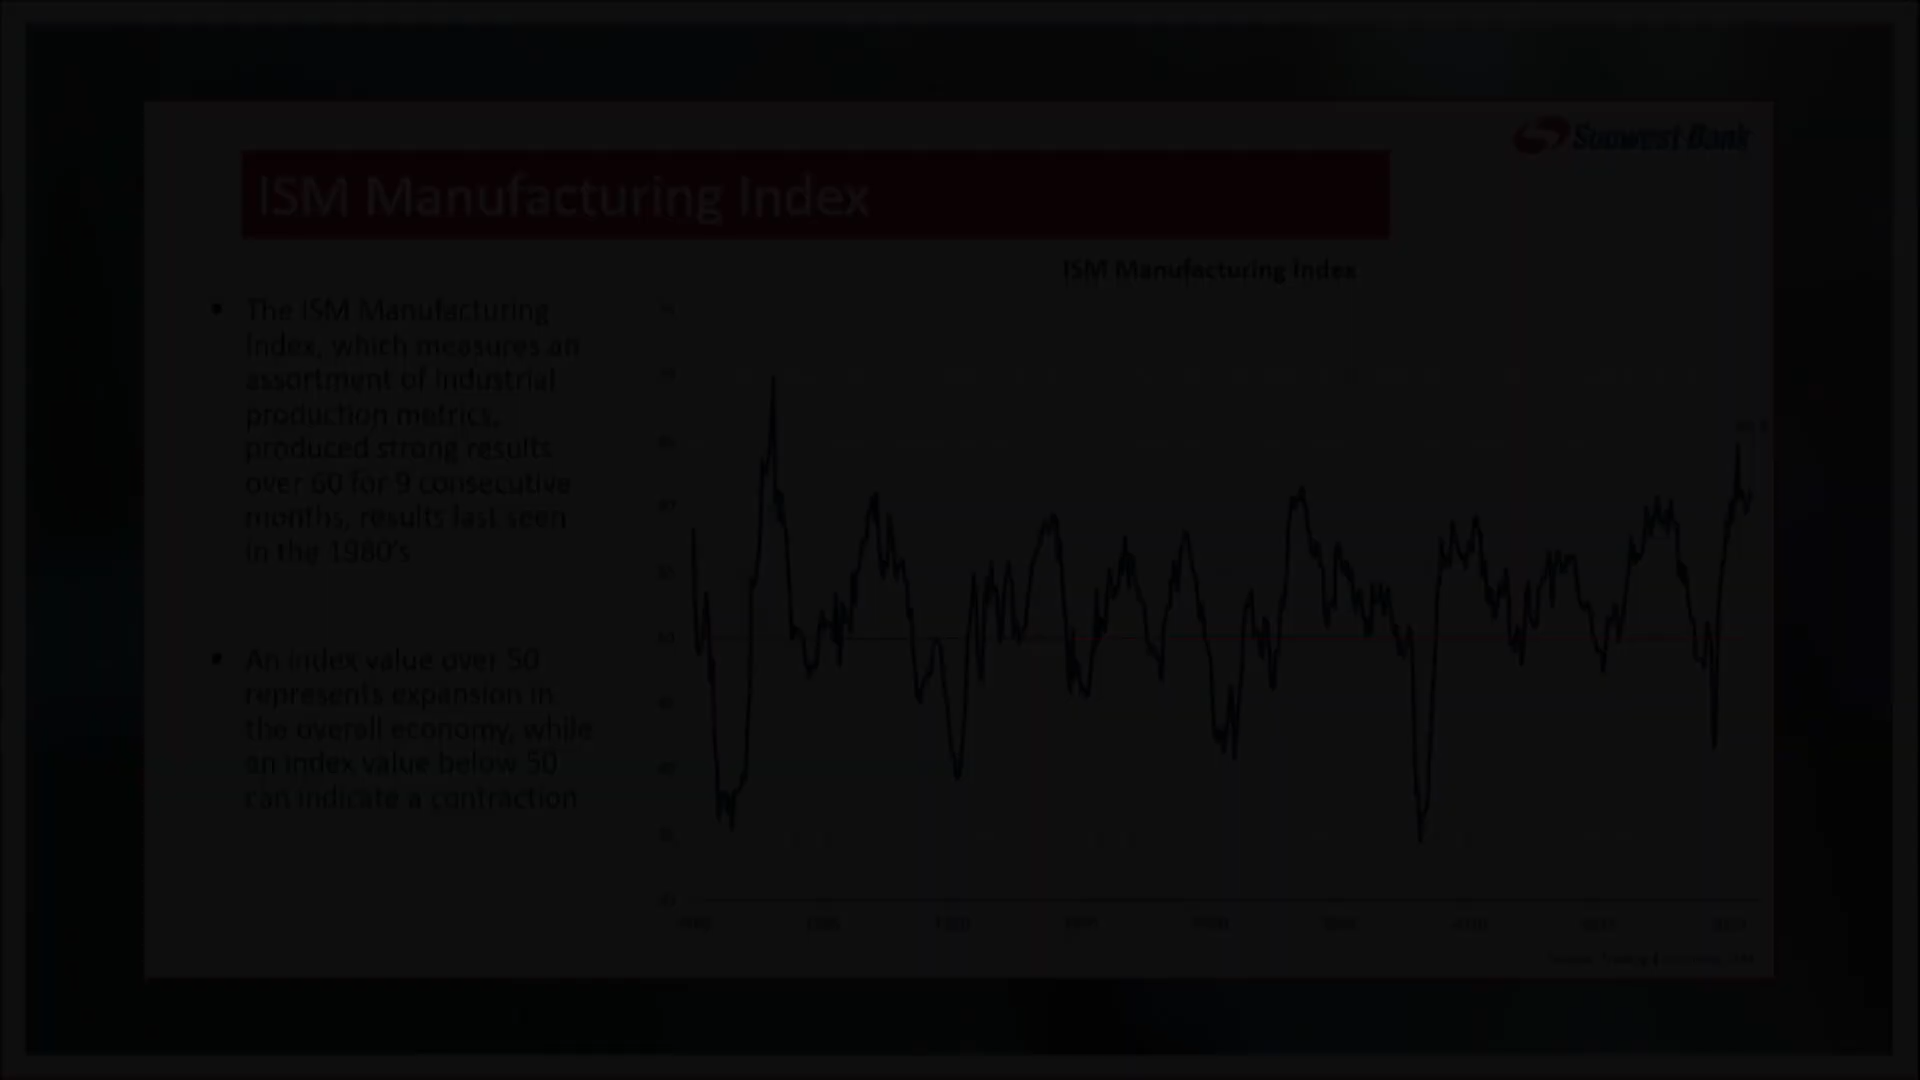 Sunwest Bank
ISM Manufacturing Index
ISM Manufacturing Index
• The ISM Manufacturing
Index, which measures an
assortment of industrial
production metrics,
produced strong results
over 60 for 9 consecutive
months, results last seen
in the 1980's
• An index value over 50
represents expansion in
the overall economy, while
an index value below 50
can indicate a contraction